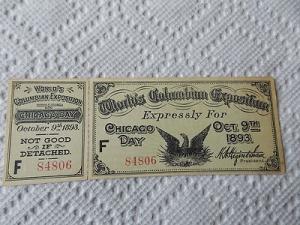 WORLD'S
COLUMBIAN EXPOSITION
CHICAGO DAY
October 9th 1893.
NOT GOOD
IF
DETACHED.
F 84806
World's Columbian Exposition
Expressly For
CHICAGO DAY
OCT. 9TH 1893.
F 84806
PRESIDENT.